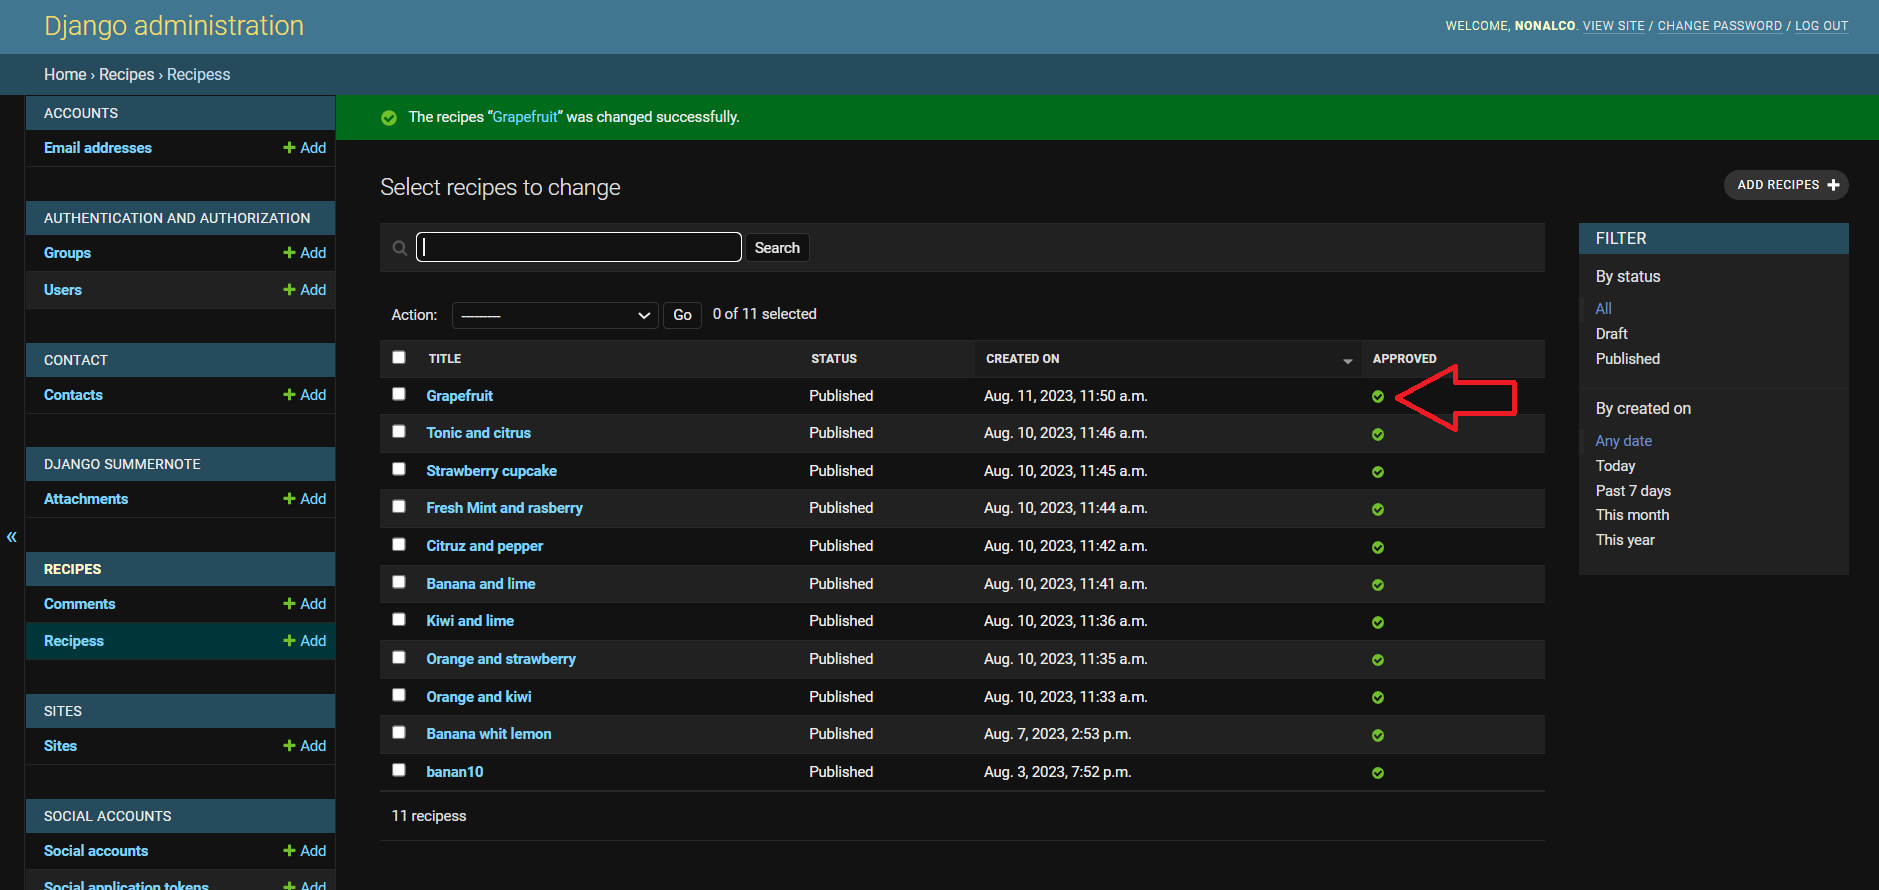 Django administration
WELCOME, NONALCO. VIEW SITE / CHANGE PASSWORD / LOG OUT
Home › Recipes › Recipess
ACCOUNTS
Email addresses + Add
AUTHENTICATION AND AUTHORIZATION
Groups + Add
Users + Add
CONTACT
Contacts + Add
DJANGO SUMMERNOTE
Attachments + Add
«
RECIPES
Comments + Add
Recipess + Add
SITES
Sites + Add
SOCIAL ACCOUNTS
Social accounts + Add
Social application tokens + Add
The recipes “Grapefruit” was changed successfully.
Select recipes to change
ADD RECIPES +
Search
Action: --------- Go 0 of 11 selected
TITLE STATUS CREATED ON APPROVED
Grapefruit Published Aug. 11, 2023, 11:50 a.m.
Tonic and citrus Published Aug. 10, 2023, 11:46 a.m.
Strawberry cupcake Published Aug. 10, 2023, 11:45 a.m.
Fresh Mint and rasberry Published Aug. 10, 2023, 11:44 a.m.
Citruz and pepper Published Aug. 10, 2023, 11:42 a.m.
Banana and lime Published Aug. 10, 2023, 11:41 a.m.
Kiwi and lime Published Aug. 10, 2023, 11:36 a.m.
Orange and strawberry Published Aug. 10, 2023, 11:35 a.m.
Orange and kiwi Published Aug. 10, 2023, 11:33 a.m.
Banana whit lemon Published Aug. 7, 2023, 2:53 p.m.
banan10 Published Aug. 3, 2023, 7:52 p.m.
11 recipess
FILTER
By status
All
Draft
Published
By created on
Any date
Today
Past 7 days
This month
This year